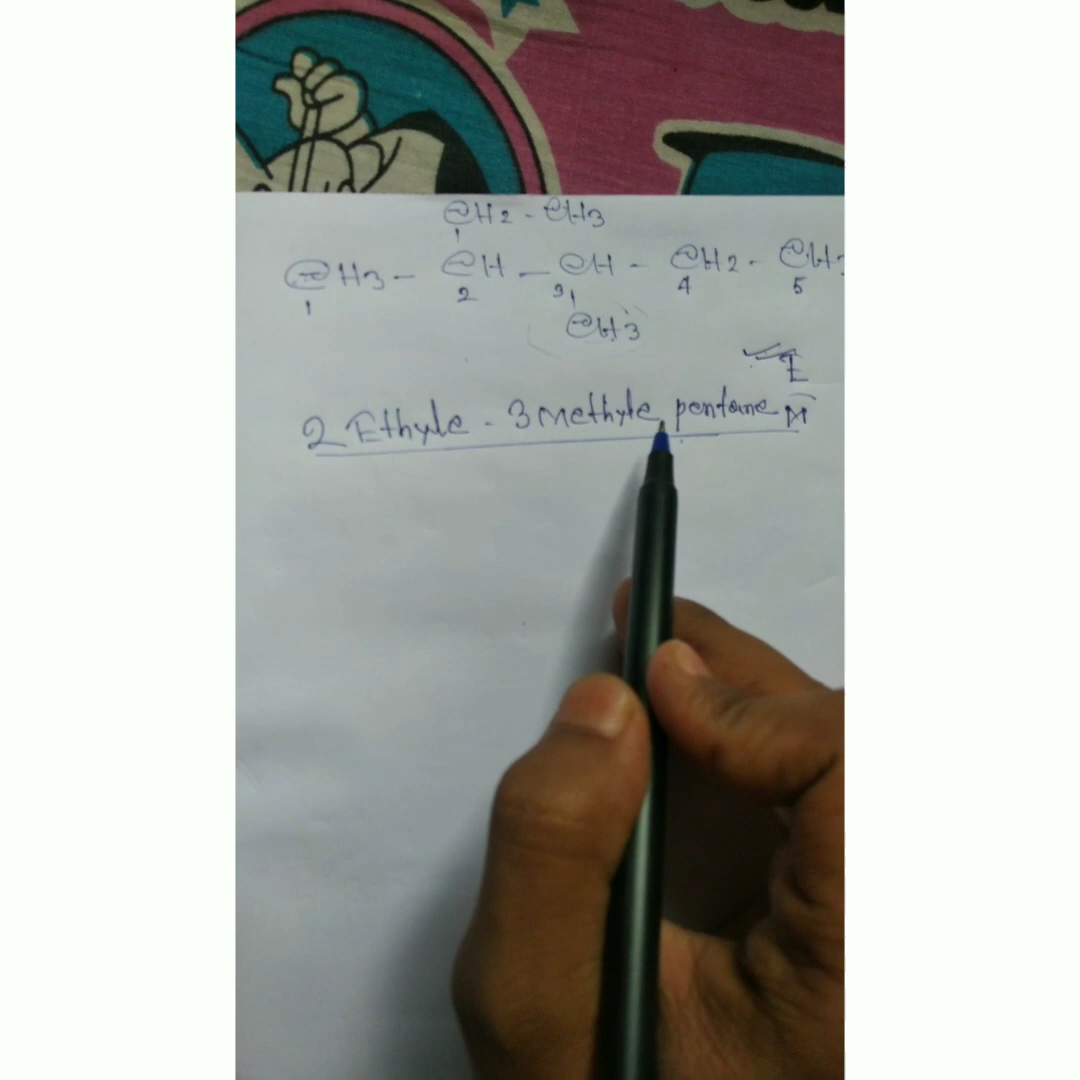 CH2 - CH3
CH3 - CH - CH - CH2 - CH3
1 2 3 4 5
CH3
E
2 Ethyle - 3 Methyle pentane M